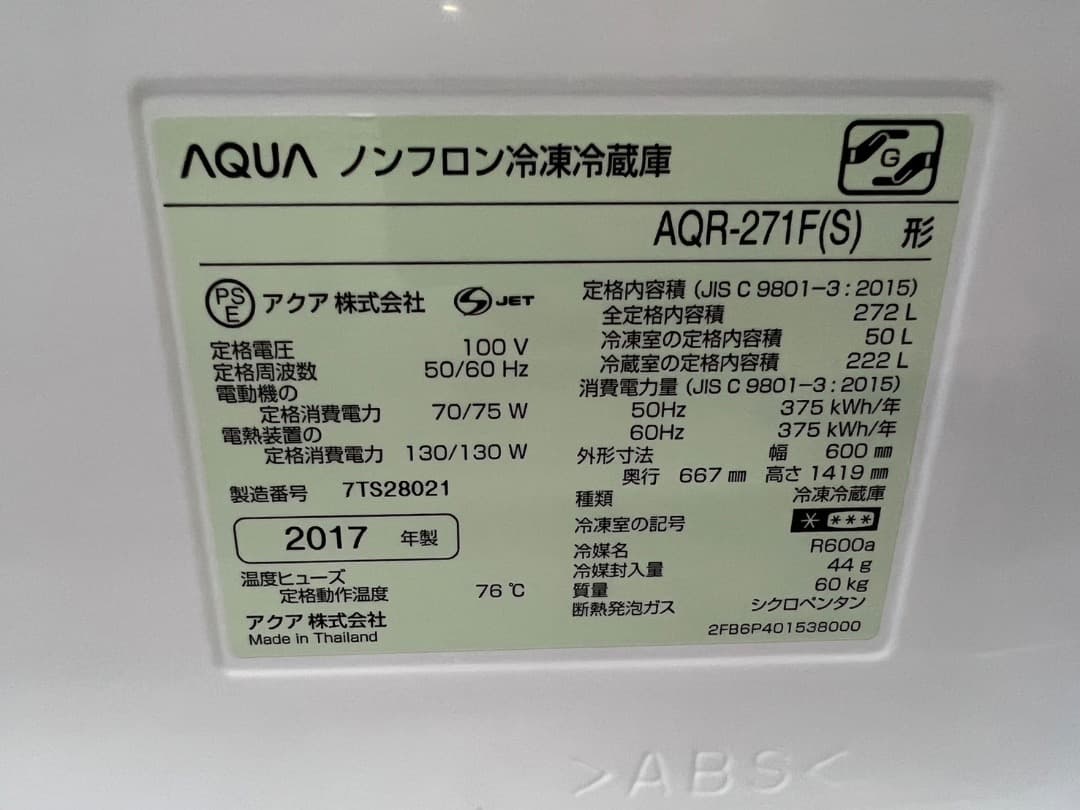 AQUA ノンフロン冷凍冷蔵庫
G
AQR-271F(S) 形
PS
E
アクア 株式会社
S JET
定格電圧 100 V
定格周波数 50/60 Hz
電動機の
定格消費電力 70/75 W
電熱装置の
定格消費電力 130/130 W
製造番号 7TS28021
2017 年製
温度ヒューズ
定格動作温度 76 ℃
アクア 株式会社
Made in Thailand
定格内容積 (JIS C 9801-3 : 2015)
全定格内容積 272 L
冷凍室の定格内容積 50 L
冷蔵室の定格内容積 222 L
消費電力量 (JIS C 9801-3 : 2015)
50Hz 375 kWh/年
60Hz 375 kWh/年
外形寸法 幅 600 mm
奥行 667 mm 高さ 1419 mm
種類 冷凍冷蔵庫
冷凍室の記号 * ***
冷媒名 R600a
冷媒封入量 44 g
質量 60 kg
断熱発泡ガス シクロペンタン
2FB6P401538000
>ABS<